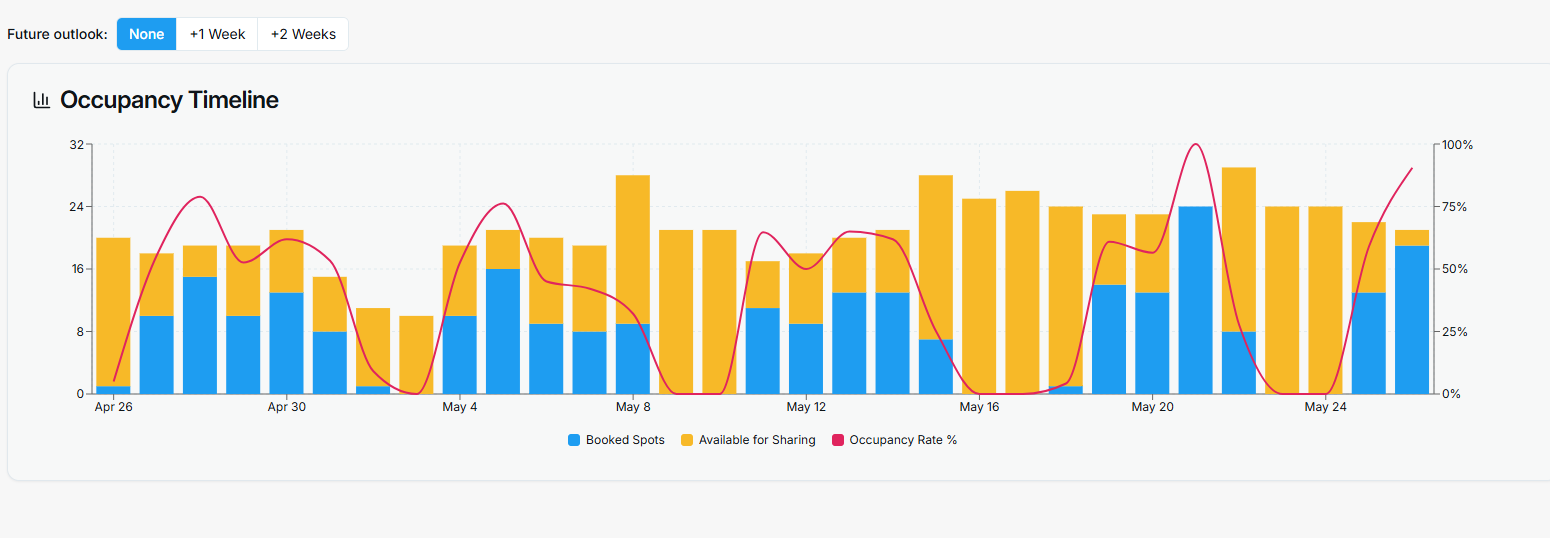 Future outlook: None +1 Week +2 Weeks
Occupancy Timeline
32 100%
24 75%
16 50%
8 25%
0 0%
Apr 26 Apr 30 May 4 May 8 May 12 May 16 May 20 May 24
Booked Spots Available for Sharing Occupancy Rate %